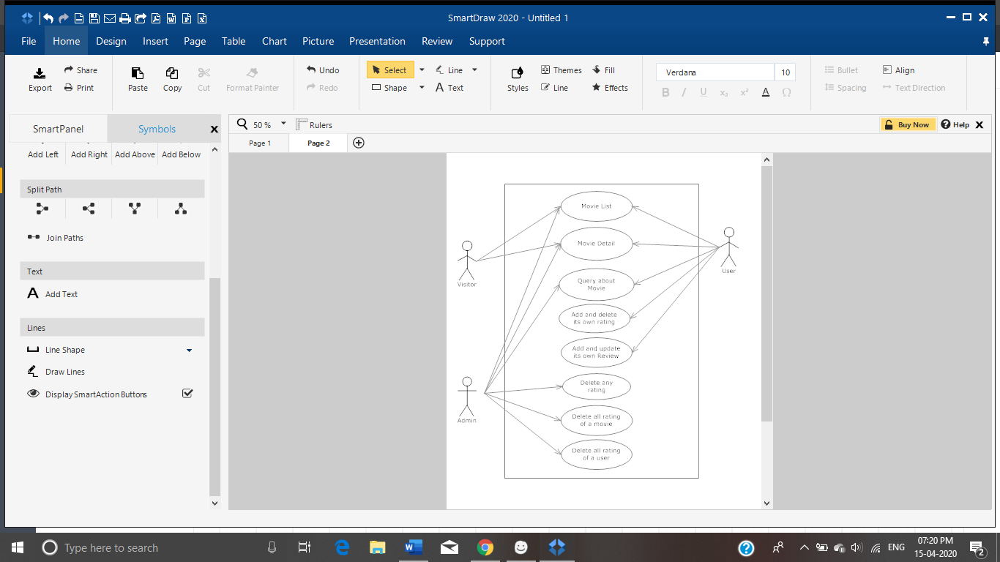 SmartDraw 2020 - Untitled 1
File Home Design Insert Page Table Chart Picture Presentation Review Support
Export
Share
Print
Paste
Copy
Cut
Format Painter
Undo
Redo
Select
Line
Shape
Text
Styles
Themes
Fill
Line
Effects
Verdana 10
B I U x₂ x² A Ω
Bullet
Align
Spacing
Text Direction
SmartPanel
Symbols
50 %
Rulers
Buy Now
Help
Page 1
Page 2
Add Left Add Right Add Above Add Below
Split Path
Join Paths
Text
A Add Text
Lines
Line Shape
Draw Lines
Display SmartAction Buttons
Movie List
Movie Detail
Query about
Movie
Add and delete
its own rating
Add and update
its own Review
Delete any
rating
Delete all rating
of a movie
Delete all rating
of a user
Visitor
User
Admin
Type here to search
ENG
07:20 PM
15-04-2020
2